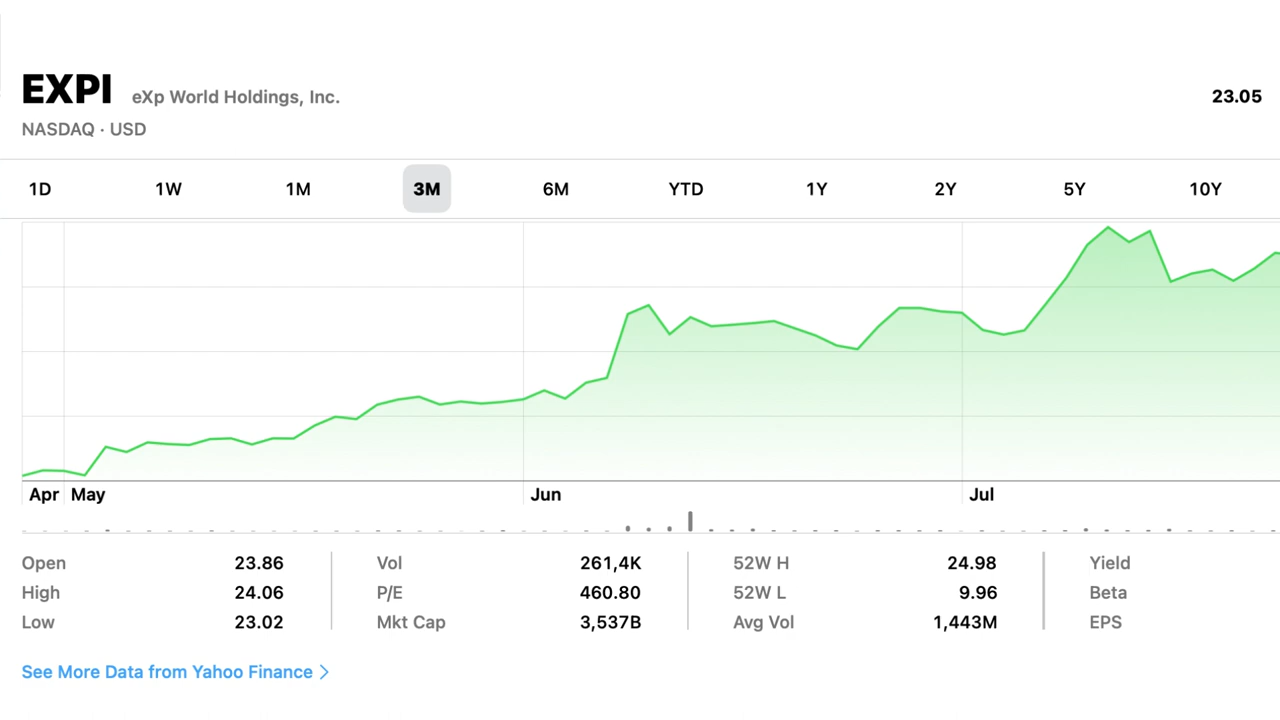 EXPI eXp World Holdings, Inc. 23.05
NASDAQ · USD
1D 1W 1M 3M 6M YTD 1Y 2Y 5Y 10Y
Apr May Jun Jul
Open 23.86 Vol 261,4K 52W H 24.98 Yield
High 24.06 P/E 460.80 52W L 9.96 Beta
Low 23.02 Mkt Cap 3,537B Avg Vol 1,443M EPS
See More Data from Yahoo Finance >